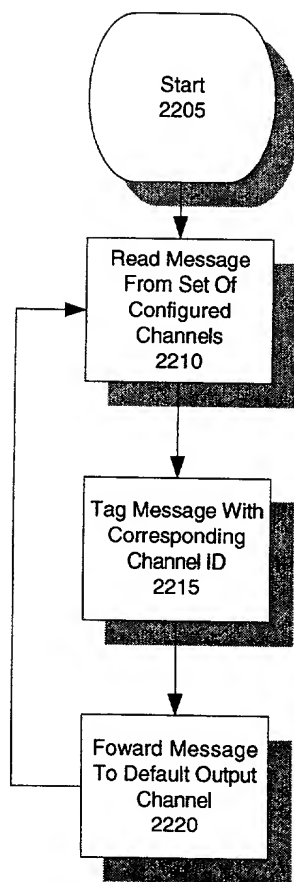 Start
2205
Read Message
From Set Of
Configured
Channels
2210
Tag Message With
Corresponding
Channel ID
2215
Foward Message
To Default Output
Channel
2220